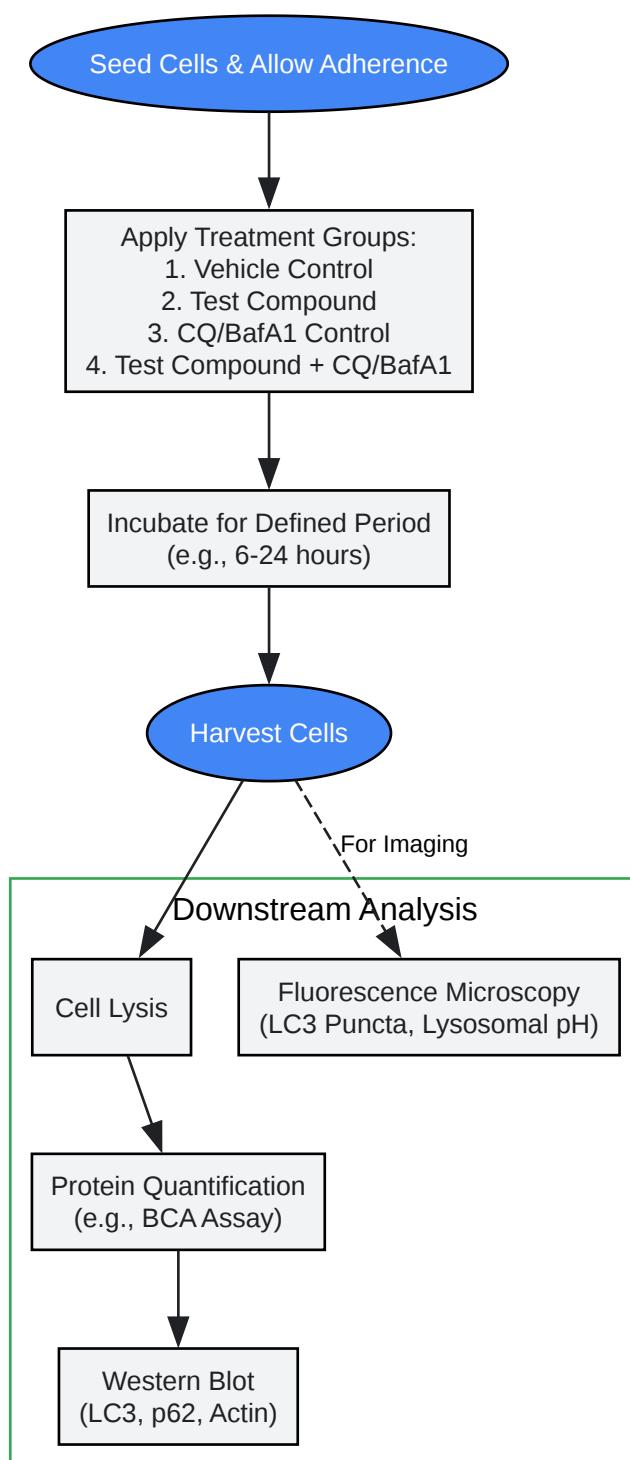 Seed Cells & Allow Adherence
Apply Treatment Groups:
1. Vehicle Control
2. Test Compound
3. CQ/BafA1 Control
4. Test Compound + CQ/BafA1
Incubate for Defined Period
(e.g., 6-24 hours)
Harvest Cells
For Imaging
Downstream Analysis
Cell Lysis
Fluorescence Microscopy
(LC3 Puncta, Lysosomal pH)
Protein Quantification
(e.g., BCA Assay)
Western Blot
(LC3, p62, Actin)